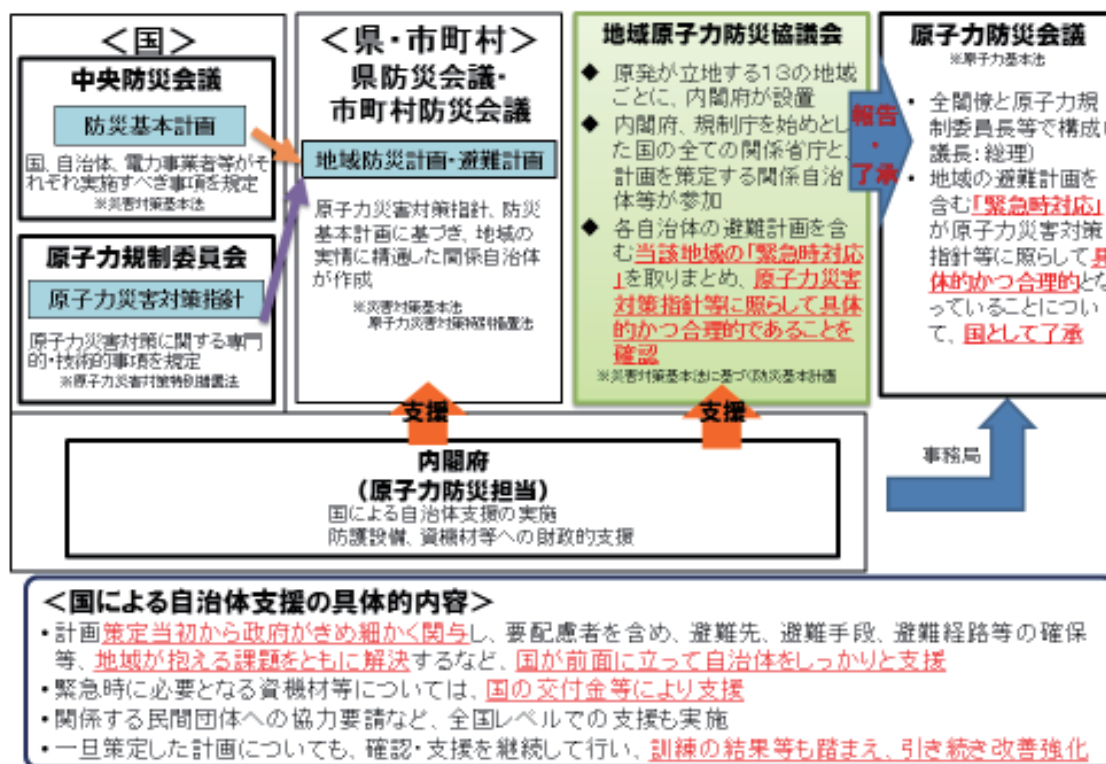 ＜国＞
中央防災会議
防災基本計画
国、自治体、電力事業者等がそ
れぞれ実施すべき事項を規定
※災害対策基本法
原子力規制委員会
原子力災害対策指針
原子力災害対策に関する専門
的・技術的事項を規定
※原子力災害対策特別措置法
＜県・市町村＞
県防災会議・
市町村防災会議
地域防災計画・避難計画
原子力災害対策指針、防災
基本計画に基づき、地域の
実情に精通した関係自治体
が作成
※災害対策基本法
原子力災害対策特別措置法
地域原子力防災協議会
◆ 原発が立地する13の地域
ごとに、内閣府が設置
◆ 内閣府、規制庁を始めとし
た国の全ての関係省庁と、
計画を策定する関係自治
体等が参加
◆ 各自治体の避難計画を含
む当該地域の「緊急時対応
」を取りまとめ、原子力災害
対策指針等に照らして具体
的かつ合理的であることを
確認
※災害対策基本法に基づく防災基本計画
報告
・
了承
原子力防災会議
※原子力基本法
・ 全閣僚と原子力規
制委員長等で構成
議長：総理）
・ 地域の避難計画を
含む「緊急時対応」
が原子力災害対策
指針等に照らして
体的かつ合理的とな
っていることについ
て、国として了承
支援
支援
事務局
内閣府
（原子力防災担当）
国による自治体支援の実施
防護設備、資機材等への財政的支援
＜国による自治体支援の具体的内容＞
・計画策定当初から政府がきめ細かく関与し、要配慮者を含め、避難先、避難手段、避難経路等の確保
等、地域が抱える課題をともに解決するなど、国が前面に立って自治体をしっかりと支援
・緊急時に必要となる資機材等については、国の交付金等により支援
・関係する民間団体への協力要請など、全国レベルでの支援も実施
・一旦策定した計画についても、確認・支援を継続して行い、訓練の結果等も踏まえ、引き続き改善強化